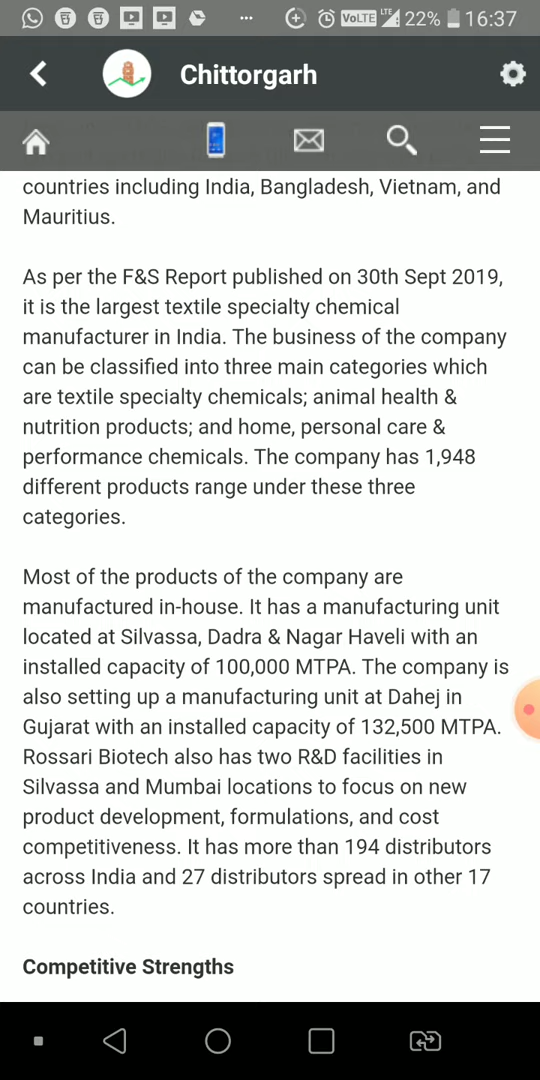 VoLTE LTE 22% 16:37
Chittorgarh
countries including India, Bangladesh, Vietnam, and
Mauritius.
As per the F&S Report published on 30th Sept 2019,
it is the largest textile specialty chemical
manufacturer in India. The business of the company
can be classified into three main categories which
are textile specialty chemicals; animal health &
nutrition products; and home, personal care &
performance chemicals. The company has 1,948
different products range under these three
categories.
Most of the products of the company are
manufactured in-house. It has a manufacturing unit
located at Silvassa, Dadra & Nagar Haveli with an
installed capacity of 100,000 MTPA. The company is
also setting up a manufacturing unit at Dahej in
Gujarat with an installed capacity of 132,500 MTPA.
Rossari Biotech also has two R&D facilities in
Silvassa and Mumbai locations to focus on new
product development, formulations, and cost
competitiveness. It has more than 194 distributors
across India and 27 distributors spread in other 17
countries.
Competitive Strengths